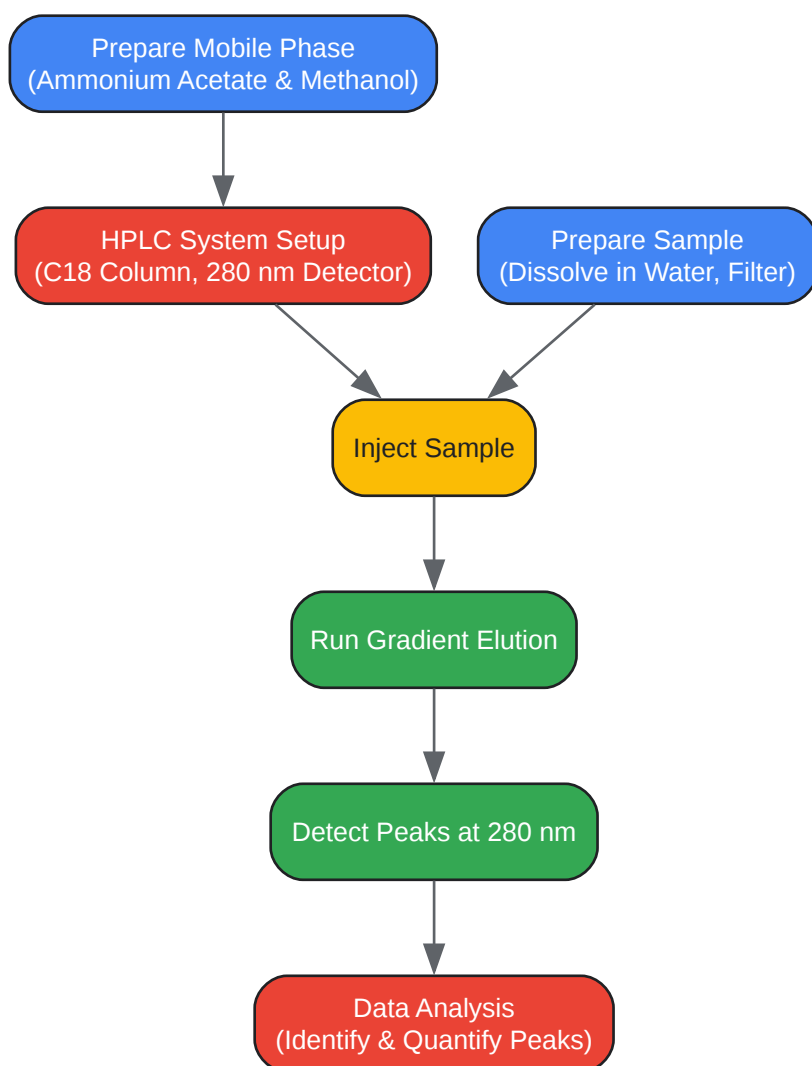 Prepare Mobile Phase
(Ammonium Acetate & Methanol)
HPLC System Setup
(C18 Column, 280 nm Detector)
Prepare Sample
(Dissolve in Water, Filter)
Inject Sample
Run Gradient Elution
Detect Peaks at 280 nm
Data Analysis
(Identify & Quantify Peaks)